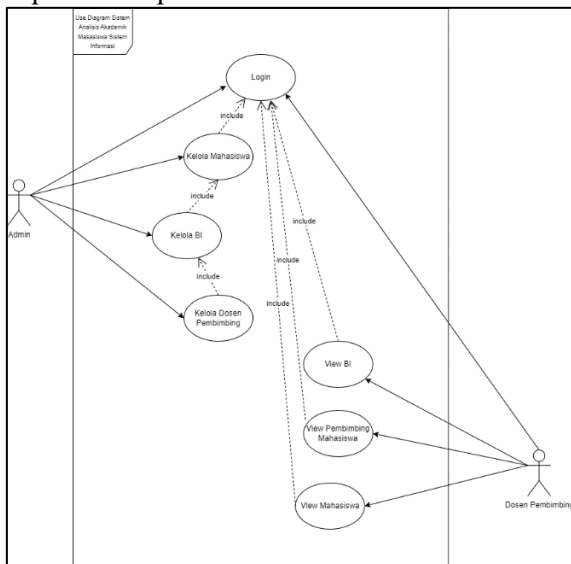 Use Diagram Sistem
Analisis Akademik
Masasiswa Sistem
Informasi
Login
include
Kelola Mahasiswa
include
Admin
Kelola BI
include
include
include
Kelola Dosen
Pembimbing
include
View BI
View Pembimbing
Mahasiswa
View Mahasiswa
Dosen Pembimbing